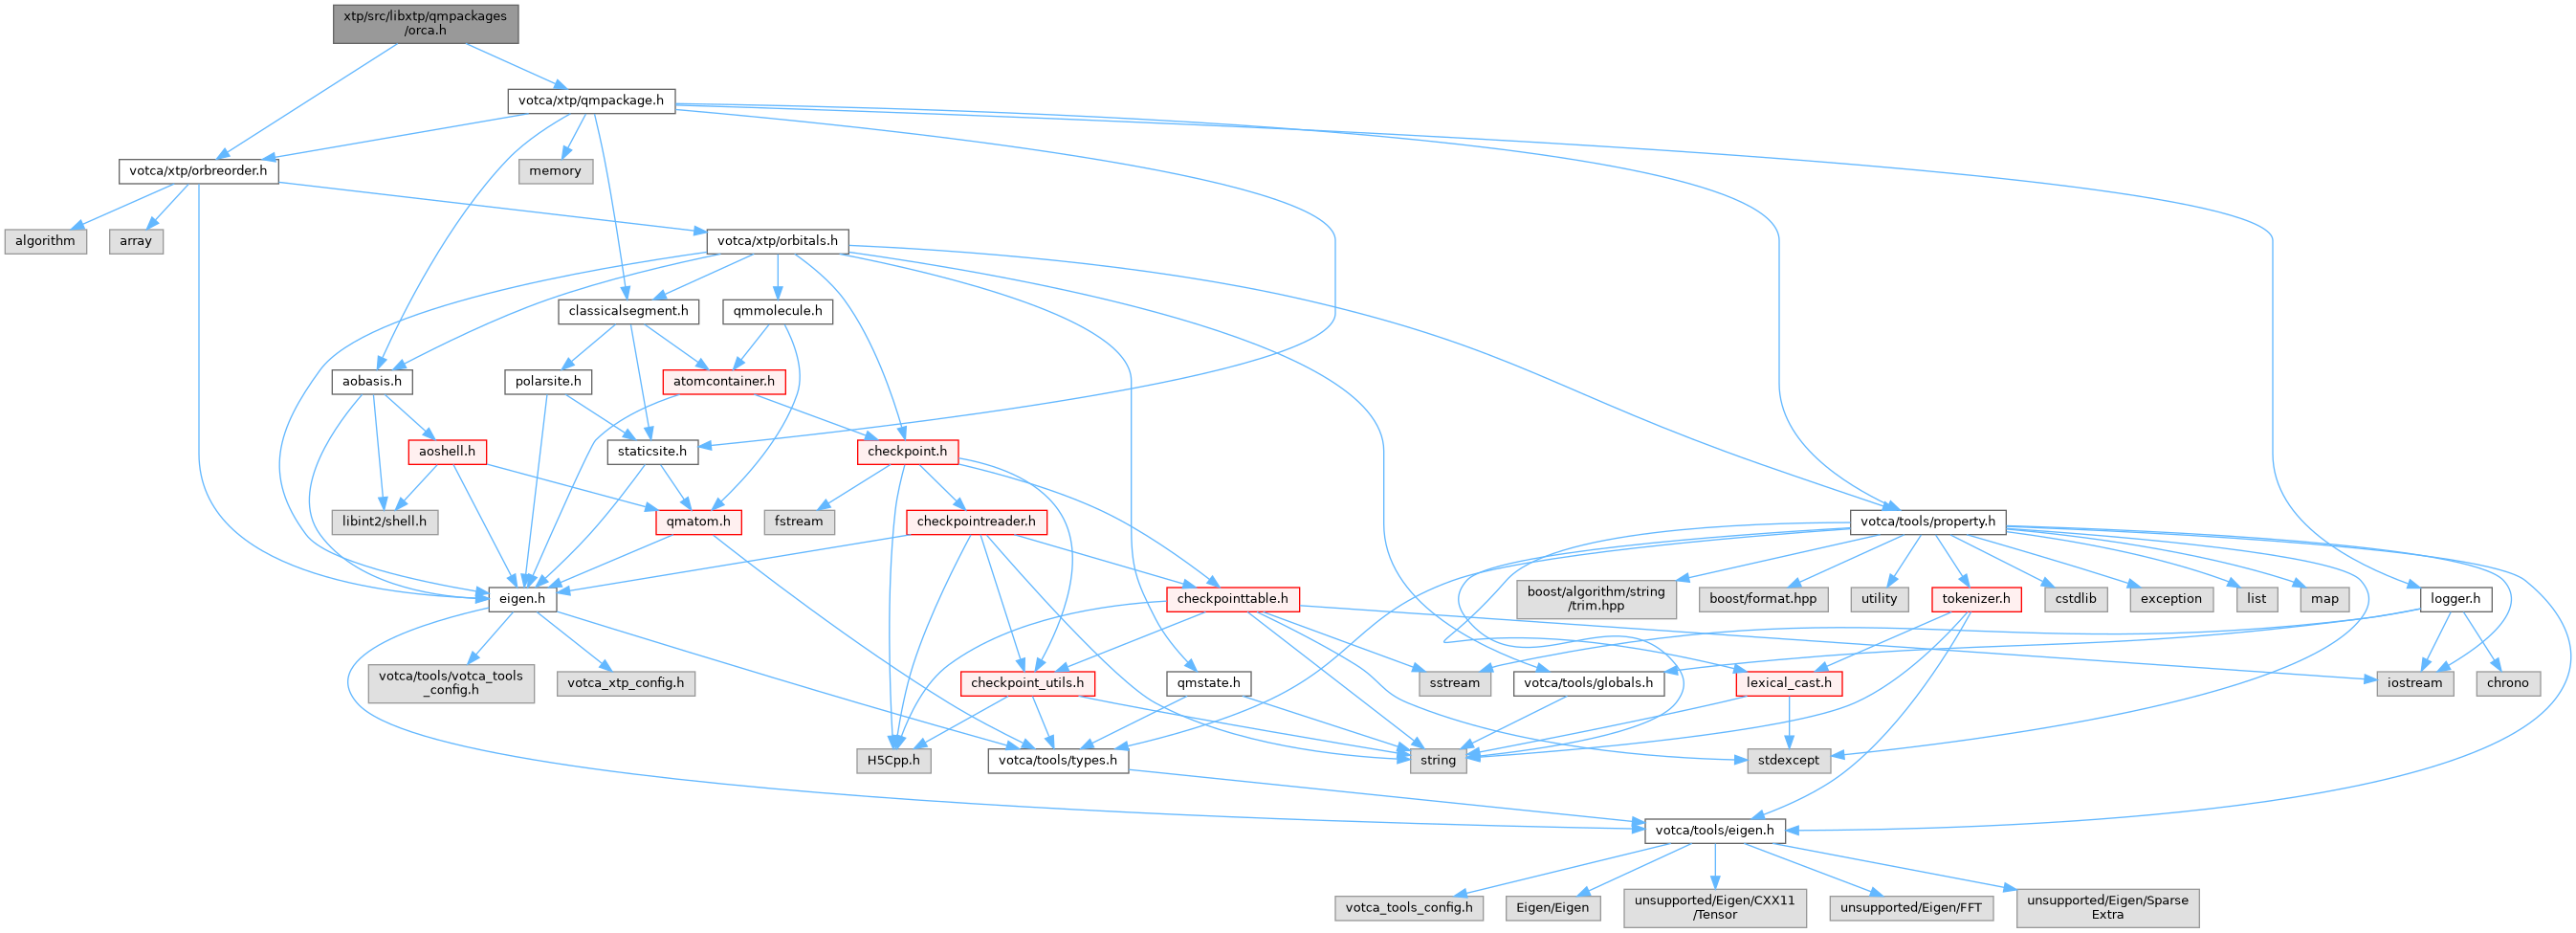 xtp/src/libxtp/qmpackages
/orca.h
votca/xtp/qmpackage.h
votca/xtp/orbreorder.h
memory
algorithm
array
votca/xtp/orbitals.h
classicalsegment.h
qmmolecule.h
aobasis.h
polarsite.h
atomcontainer.h
aoshell.h
staticsite.h
checkpoint.h
libint2/shell.h
qmatom.h
fstream
checkpointreader.h
votca/tools/property.h
eigen.h
checkpointtable.h
boost/algorithm/string
/trim.hpp
boost/format.hpp
utility
tokenizer.h
cstdlib
exception
list
map
logger.h
votca/tools/votca_tools
_config.h
votca_xtp_config.h
checkpoint_utils.h
qmstate.h
sstream
votca/tools/globals.h
lexical_cast.h
iostream
chrono
H5Cpp.h
votca/tools/types.h
string
stdexcept
votca/tools/eigen.h
votca_tools_config.h
Eigen/Eigen
unsupported/Eigen/CXX11
/Tensor
unsupported/Eigen/FFT
unsupported/Eigen/Sparse
Extra